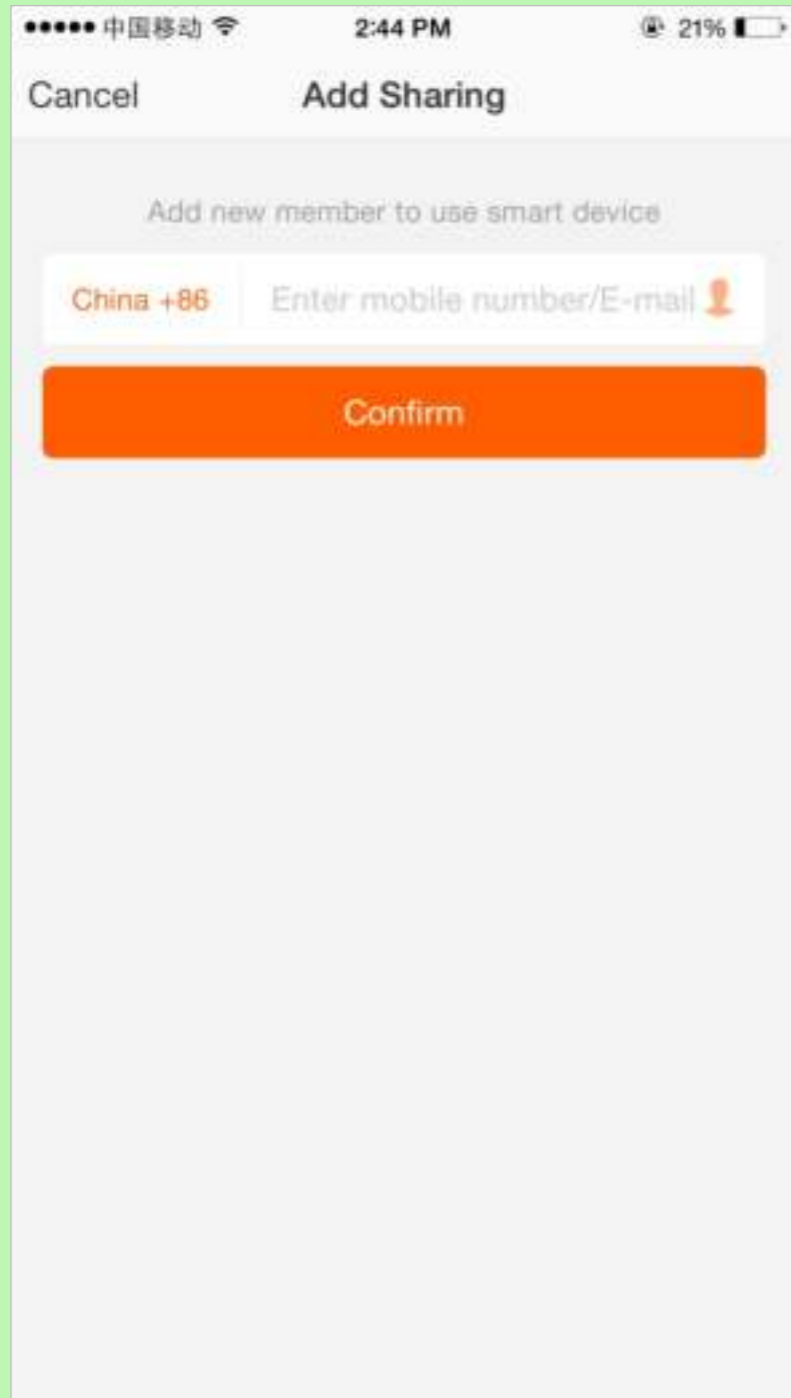 中国移动 2:44 PM 21%
Cancel Add Sharing
Add new member to use smart device
China +86 Enter mobile number/E-mail
Confirm